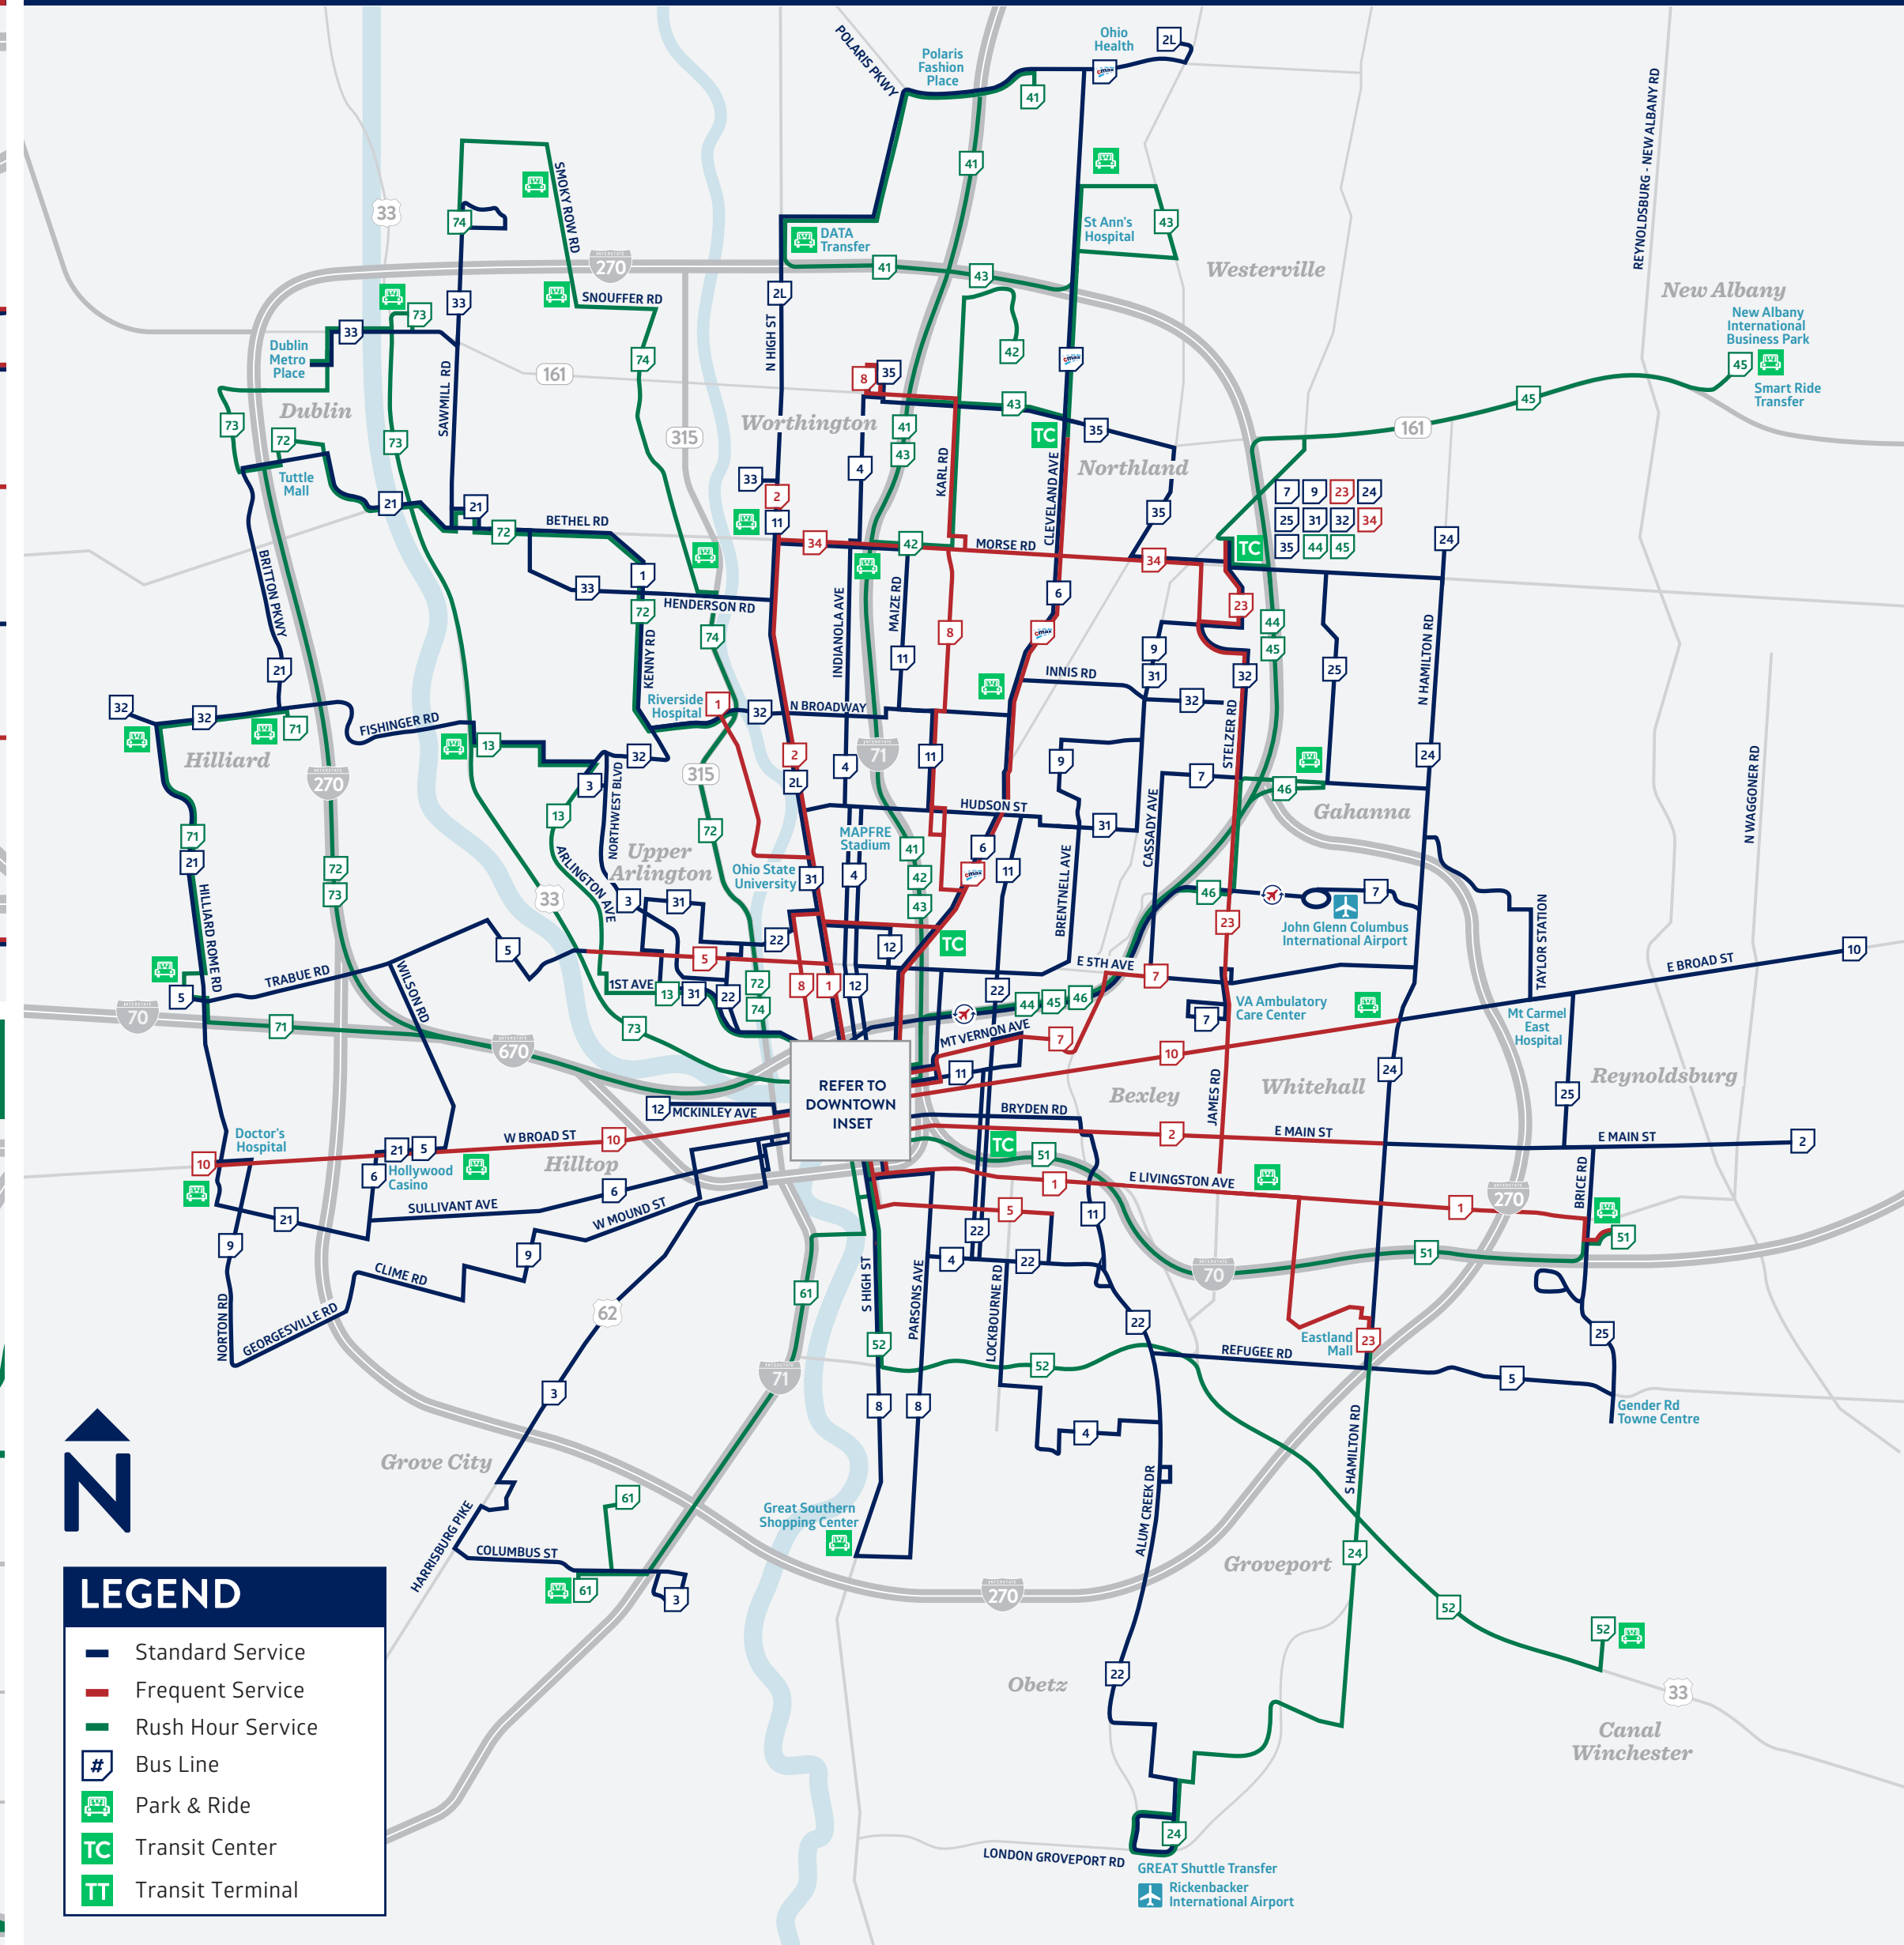 POLARIS PKWY
Polaris
Fashion
Place
Ohio
Health
2L
cmax
41
REYNOLDSBURG - NEW ALBANY RD
41
SMOKY ROW RD
33
74
DATA
Transfer
St Ann's
Hospital
43
Westerville
INTERSTATE
270
41
43
New Albany
New Albany
International
Business Park
45
Smart Ride
Transfer
SNOUFFER RD
2L
73
33
33
Dublin
Metro
Place
N HIGH ST
74
42
cmax
161
SAWMILL RD
8
35
45
Dublin
73
73
72
Worthington
41
43
43
TC
35
161
315
Northland
Tuttle
Mall
33
4
KARL RD
CLEVELAND AVE
2
11
21
21
72
BETHEL RD
35
7
9
23
24
25
31
32
34
35
44
45
TC
24
34
42
MORSE RD
34
BRITTON PKWY
1
33
HENDERSON RD
72
KENNY RD
74
INDIANOLA AVE
MAIZE RD
6
23
44
45
8
cmax
11
9
31
25
32
N HAMILTON RD
21
INNIS RD
32
Riverside
Hospital
1
32
N BROADWAY
32
32
71
Hilliard
FISHINGER RD
13
32
STELZER RD
2
2L
4
INTERSTATE
71
11
9
24
N WAGGONER RD
INTERSTATE
270
3
315
7
46
NORTHWEST BLVD
HUDSON ST
Gahanna
13
72
MAPFRE
Stadium
31
CASSADY AVE
71
21
41
6
ARLINGTON AVE
Upper
Arlington
Ohio State
University
31
4
42
cmax
11
BRENTNELL AVE
72
73
33
3
31
43
46
7
John Glenn Columbus
International Airport
TAYLOR STATION
HILLIARD ROME RD
23
22
12
TC
10
E BROAD ST
5
5
TRABUE RD
WILSON RD
E 5TH AVE
7
5
1ST AVE
13
31
22
72
74
8
1
12
22
44
45
46
7
VA Ambulatory
Care Center
Mt Carmel
East
Hospital
INTERSTATE
70
71
73
INTERSTATE
670
MT VERNON AVE
7
10
11
24
REFER TO
DOWNTOWN
INSET
Bexley
Whitehall
Reynoldsburg
JAMES RD
25
12
MCKINLEY AVE
BRYDEN RD
Doctor's
Hospital
10
W BROAD ST
10
2
E MAIN ST
E MAIN ST
2
21
5
6
Hollywood
Casino
Hilltop
TC
51
1
E LIVINGSTON AVE
BRICE RD
INTERSTATE
270
SULLIVANT AVE
6
W MOUND ST
21
9
9
5
11
1
51
51
22
4
22
CLIME RD
INTERSTATE
70
NORTON RD
GEORGESVILLE RD
62
61
S HIGH ST
PARSONS AVE
LOCKBOURNE RD
22
23
Eastland
Mall
25
52
52
REFUGEE RD
5
INTERSTATE
71
3
8
8
Gender Rd
Towne Centre
4
S HAMILTON RD
N
Grove City
61
Great Southern
Shopping Center
ALUM CREEK DR
HARRISBURG PIKE
COLUMBUS ST
61
3
Groveport
24
INTERSTATE
270
52
52
LEGEND
Standard Service
Frequent Service
Rush Hour Service
# Bus Line
Park & Ride
TC Transit Center
TT Transit Terminal
22
Obetz
33
Canal
Winchester
24
LONDON GROVEPORT RD
GREAT Shuttle Transfer
Rickenbacker
International Airport